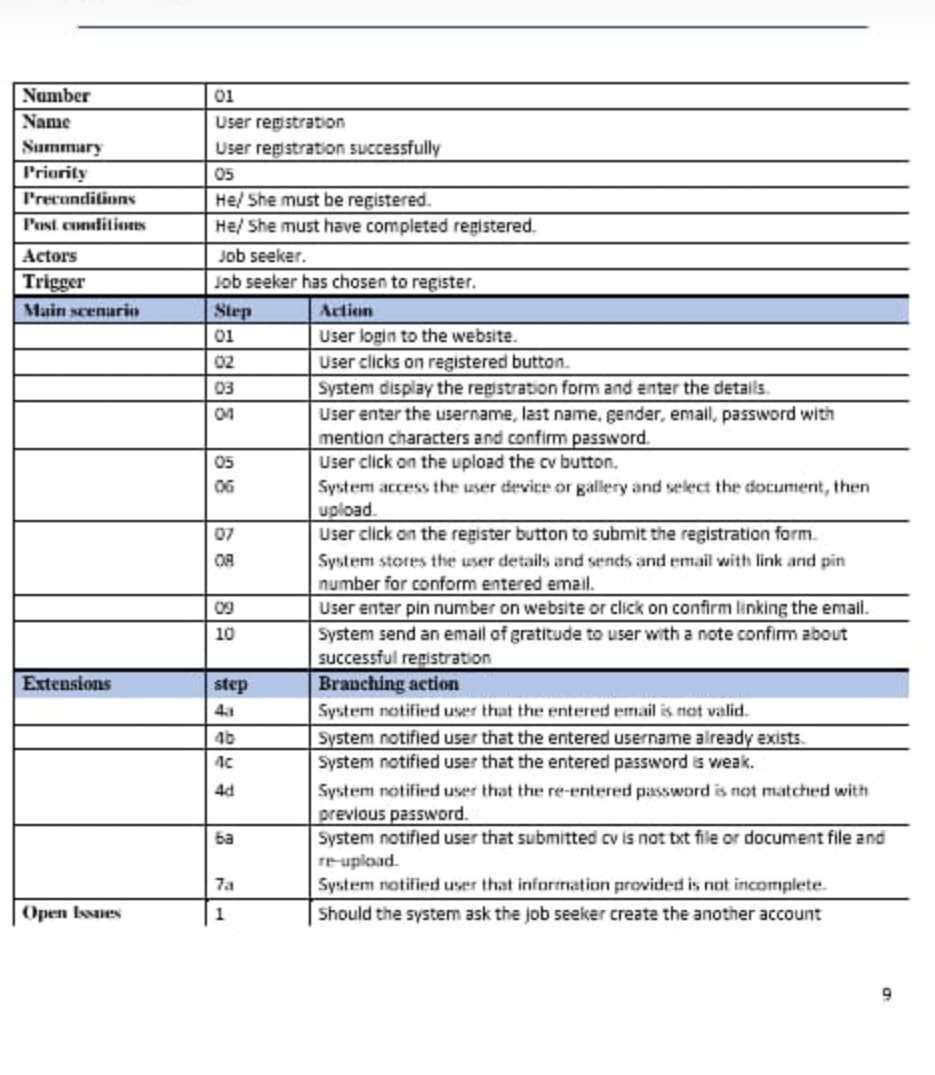 Number 01
Name User registration
Summary User registration successfully
Priority 05
Preconditions He/ She must be registered.
Post conditions He/ She must have completed registered.
Actors Job seeker.
Trigger Job seeker has chosen to register.
Main scenario Step Action
01 User login to the website.
02 User clicks on registered button.
03 System display the registration form and enter the details.
04 User enter the username, last name, gender, email, password with
mention characters and confirm password.
05 User click on the upload the cv button.
06 System access the user device or gallery and select the document, then
upload.
07 User click on the register button to submit the registration form.
08 System stores the user details and sends and email with link and pin
number for conform entered email.
09 User enter pin number on website or click on confirm linking the email.
10 System send an email of gratitude to user with a note confirm about
successful registration
Extensions step Branching action
4a System notified user that the entered email is not valid.
4b System notified user that the entered username already exists.
4c System notified user that the entered password is weak.
4d System notified user that the re-entered password is not matched with
previous password.
6a System notified user that submitted cv is not txt file or document file and
re-upload.
7a System notified user that information provided is not incomplete.
Open Issues 1 Should the system ask the job seeker create the another account
9